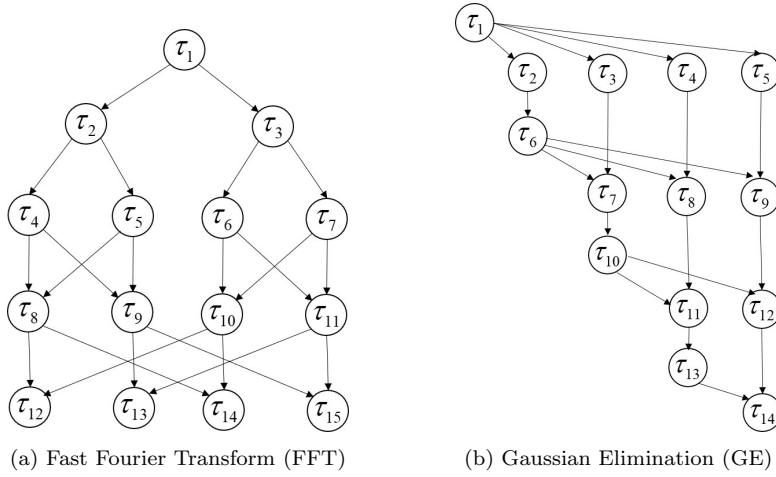 τ1
τ2 τ3
τ4 τ5 τ6 τ7
τ8 τ9 τ10 τ11
τ12 τ13 τ14 τ15
(a) Fast Fourier Transform (FFT)
τ1
τ2 τ3 τ4 τ5
τ6
τ7 τ8 τ9
τ10
τ11 τ12
τ13
τ14
(b) Gaussian Elimination (GE)